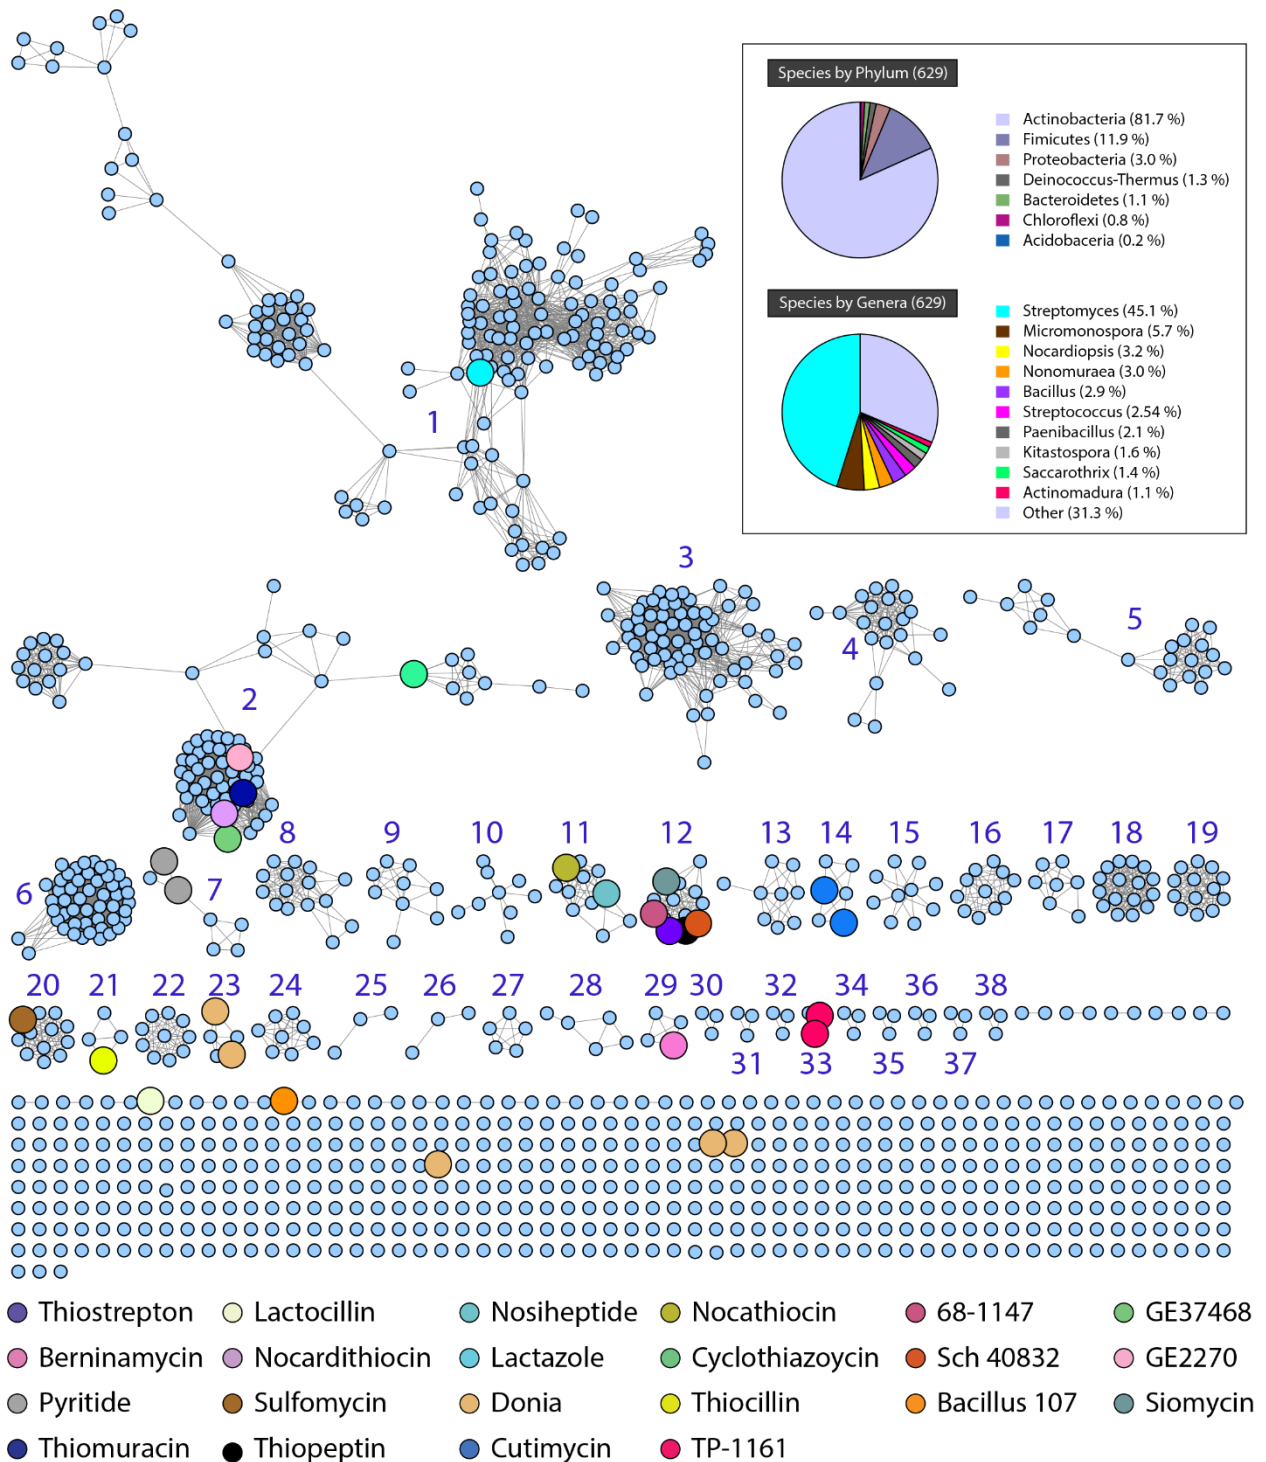 Species by Phylum (629)
Actinobacteria (81.7 %)
Fimicutes (11.9 %)
Proteobacteria (3.0 %)
Deinococcus-Thermus (1.3 %)
Bacteroidetes (1.1 %)
Chloroflexi (0.8 %)
Acidobaceria (0.2 %)
Species by Genera (629)
Streptomyces (45.1 %)
Micromonospora (5.7 %)
Nocardiopsis (3.2 %)
Nonomuraea (3.0 %)
Bacillus (2.9 %)
Streptococcus (2.54 %)
Paenibacillus (2.1 %)
Kitastospora (1.6 %)
Saccarothrix (1.4 %)
Actinomadura (1.1 %)
Other (31.3 %)
1
2
3
4
5
6
7
8 9 10 11 12 13 14 15 16 17 18 19
20 21 22 23 24 25 26 27 28 29 30 32 34 36 38
31 33 35 37
Thiostrepton Lactocillin Nosiheptide Nocathiocin 68-1147 GE37468
Berninamycin Nocardithiocin Lactazole Cyclothiazoycin Sch 40832 GE2270
Pyritide Sulfomycin Donia Thiocillin Bacillus 107 Siomycin
Thiomuracin Thiopeptin Cutimycin TP-1161